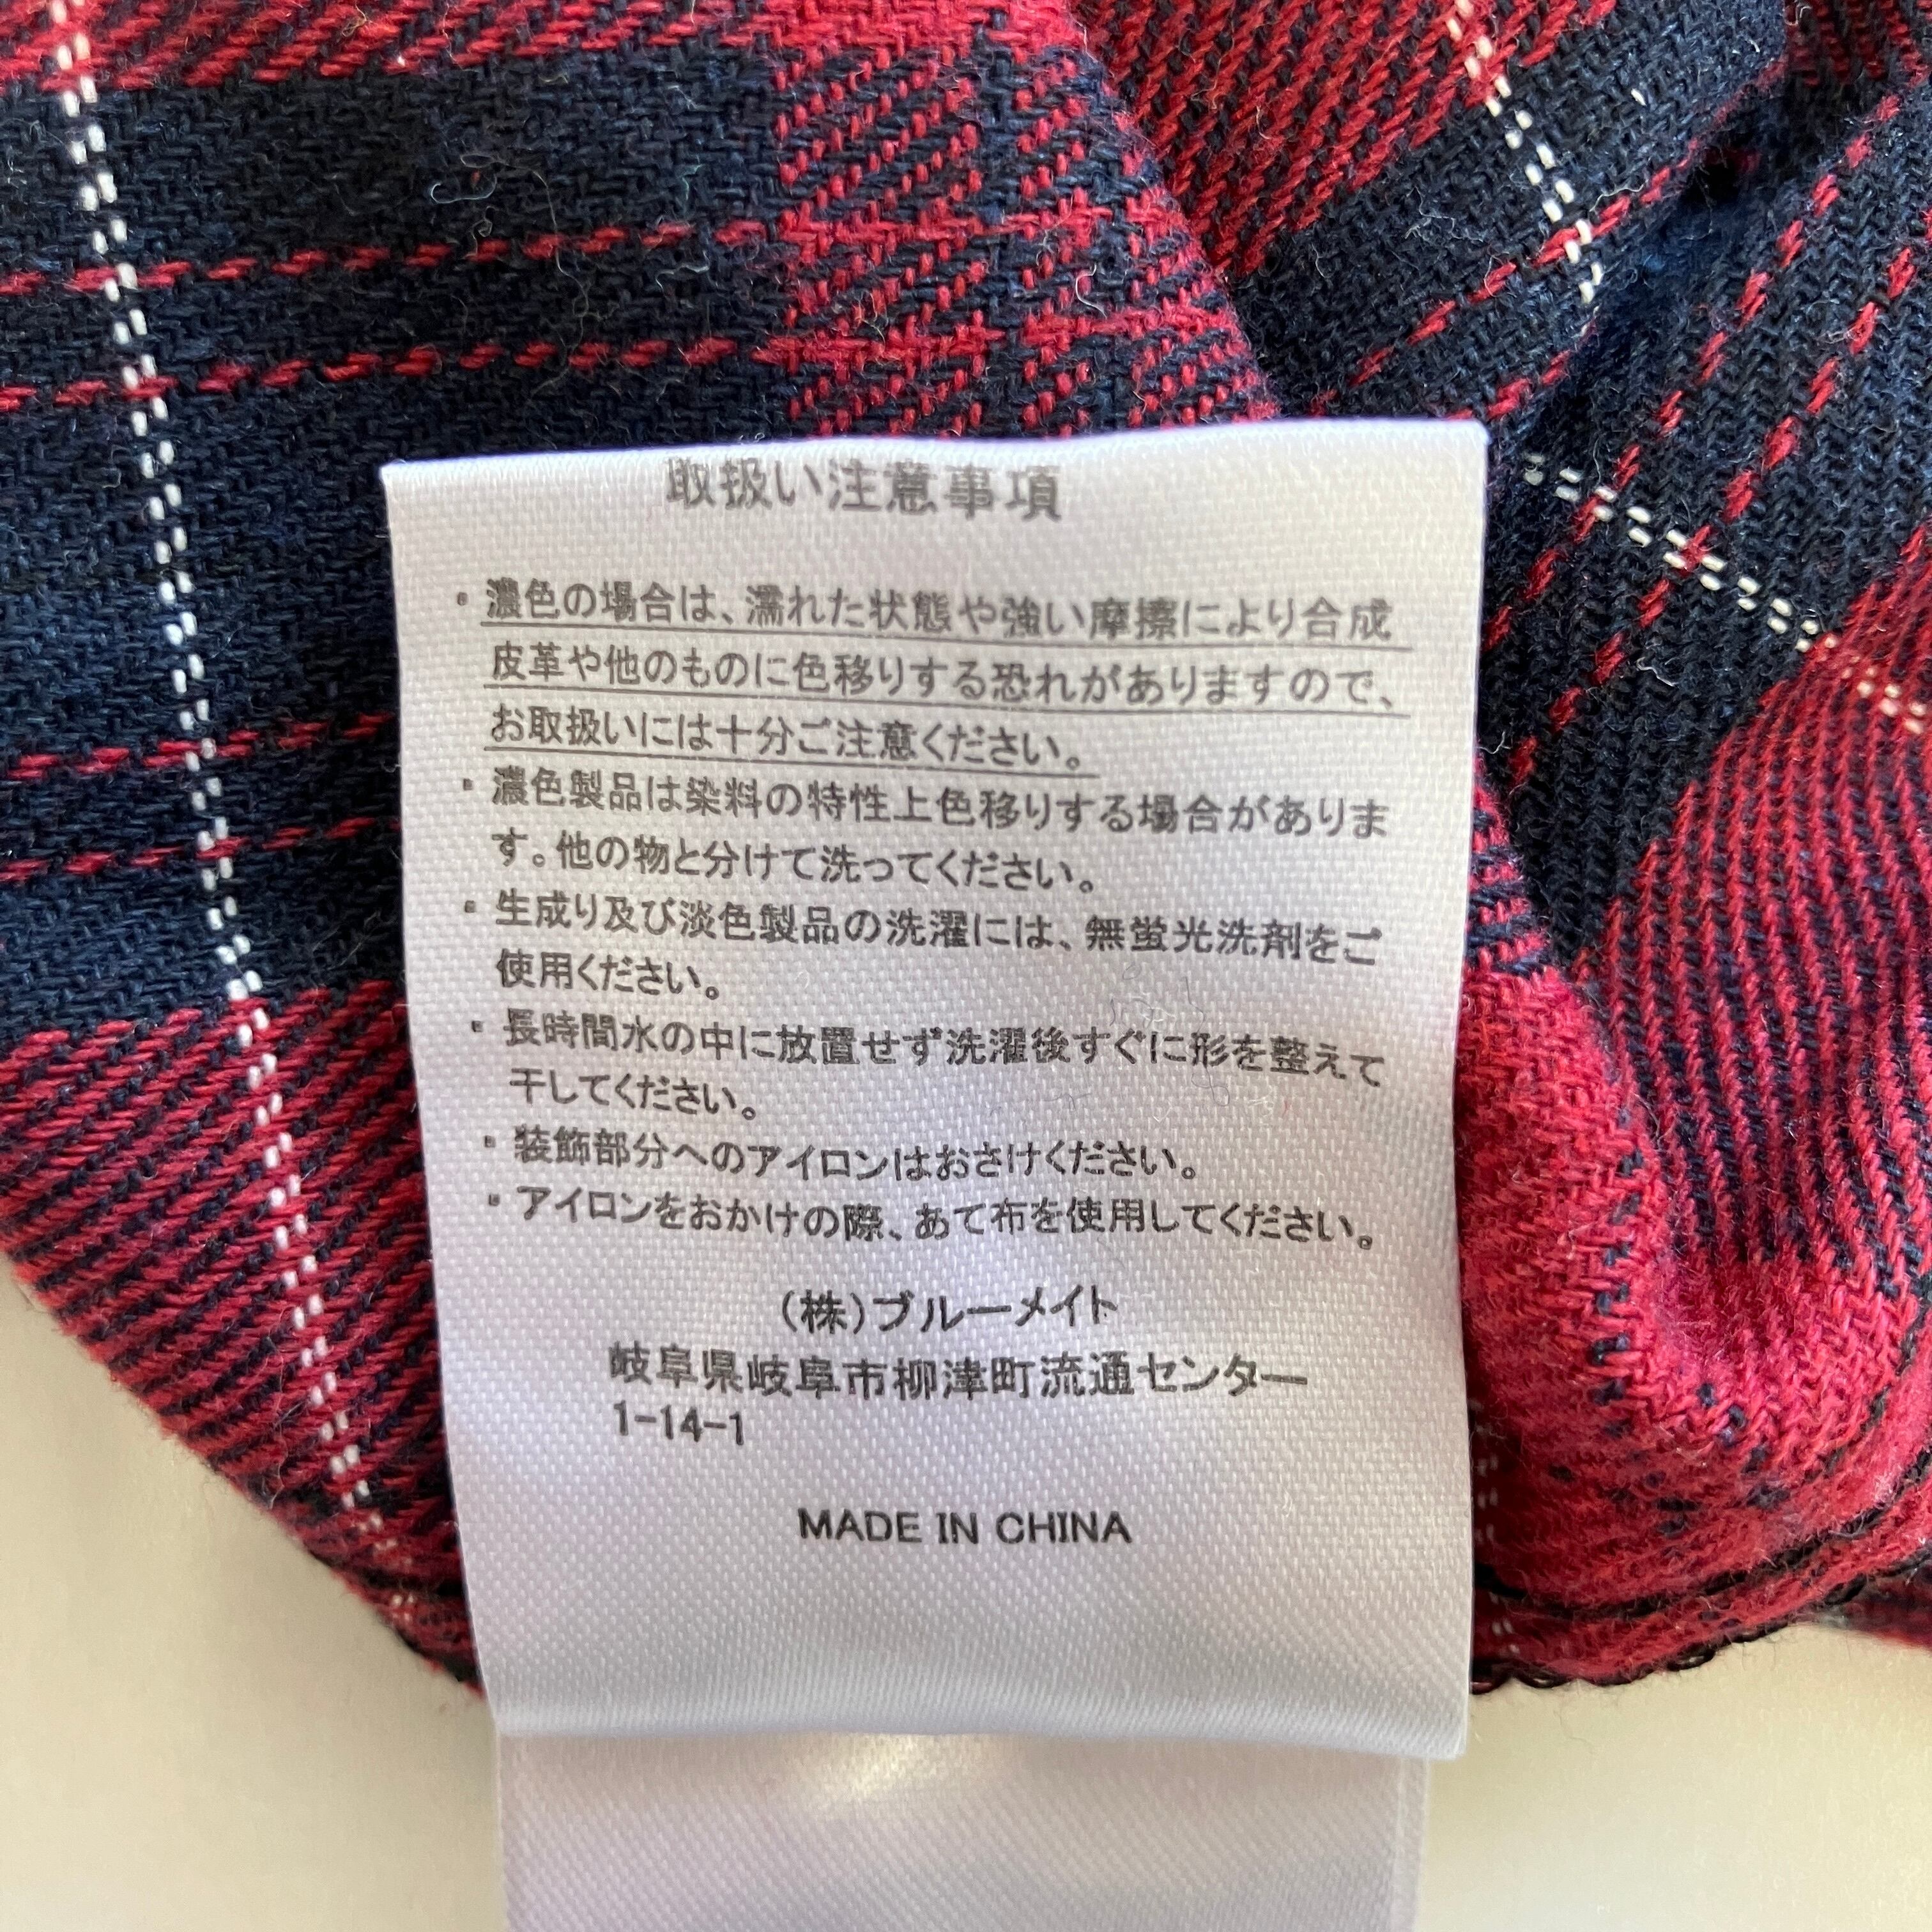 取扱い注意事項
・濃色の場合は、濡れた状態や強い摩擦により合成
皮革や他のものに色移りする恐れがありますので、
お取扱いには十分ご注意ください。
・濃色製品は染料の特性上色移りする場合がありま
す。他の物と分けて洗ってください。
・生成り及び淡色製品の洗濯には、無蛍光洗剤をご
使用ください。
・長時間水の中に放置せず洗濯後すぐに形を整えて
干してください。
・装飾部分へのアイロンはおさけください。
・アイロンをおかけの際、あて布を使用してください。
(株)ブルーメイト
岐阜県岐阜市柳津町流通センター
1-14-1
MADE IN CHINA